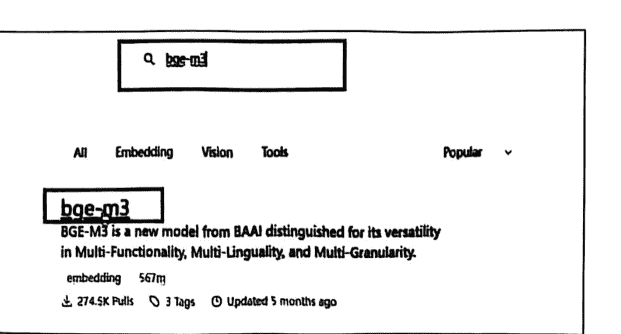 bge-m3
All Embedding Vision Tools Popular
bge-m3
BGE-M3 is a new model from BAAI distinguished for its versatility
in Multi-Functionality, Multi-Linguality, and Multi-Granularity.
embedding 567m
274.5K Pulls 3 Tags Updated 5 months ago